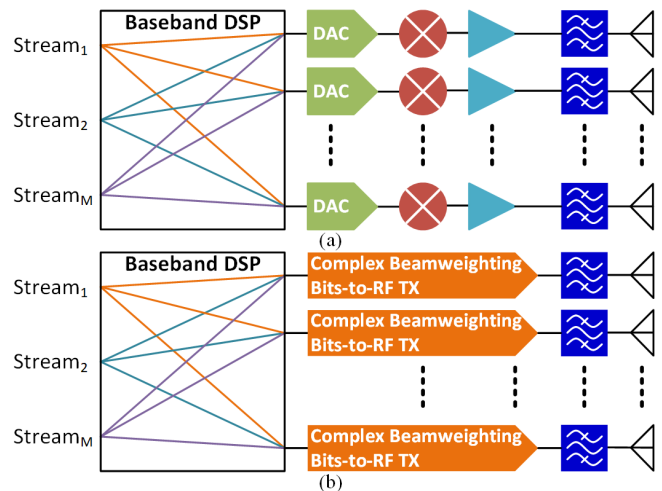 Baseband DSP
Stream1
Stream2
StreamM
DAC
DAC
DAC
(a)
Baseband DSP
Stream1
Stream2
StreamM
Complex Beamweighting
Bits-to-RF TX
Complex Beamweighting
Bits-to-RF TX
Complex Beamweighting
Bits-to-RF TX
(b)